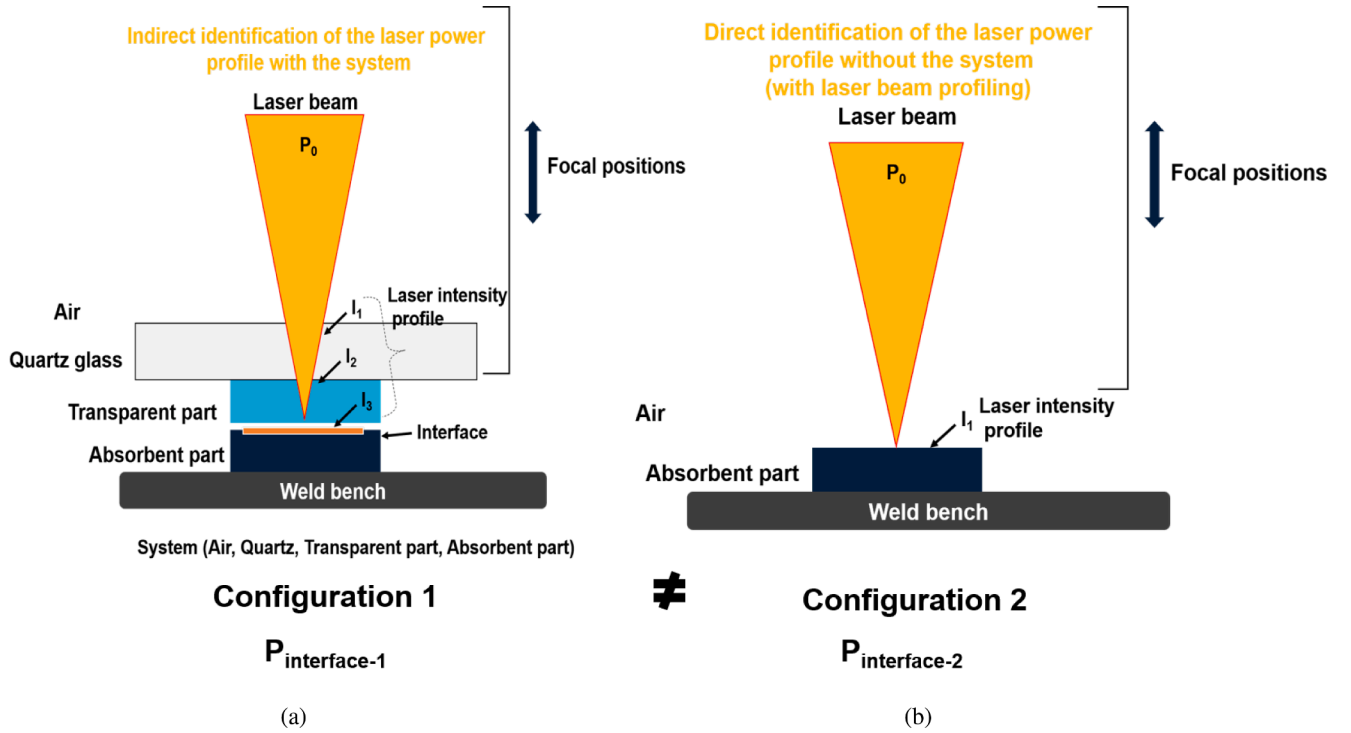 Indirect identification of the laser power
profile with the system
Laser beam
P0
Focal positions
Air
I1
Laser intensity
profile
Quartz glass
I2
Transparent part
I3
Interface
Absorbent part
Weld bench
System (Air, Quartz, Transparent part, Absorbent part)
Configuration 1
Pinterface-1
(a)
≠
Direct identification of the laser power
profile without the system
(with laser beam profiling)
Laser beam
P0
Focal positions
Air
I1
Laser intensity
profile
Absorbent part
Weld bench
Configuration 2
Pinterface-2
(b)